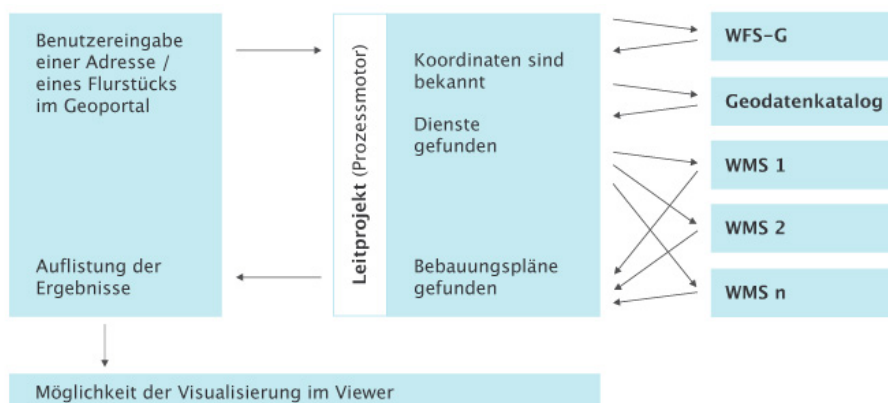 Benutzereingabe
einer Adresse /
eines Flurstücks
im Geoportal
Auflistung der
Ergebnisse
Leitprojekt (Prozessmotor)
Koordinaten sind
bekannt
Dienste
gefunden
Bebauungspläne
gefunden
WFS-G
Geodatenkatalog
WMS 1
WMS 2
WMS n
Möglichkeit der Visualisierung im Viewer